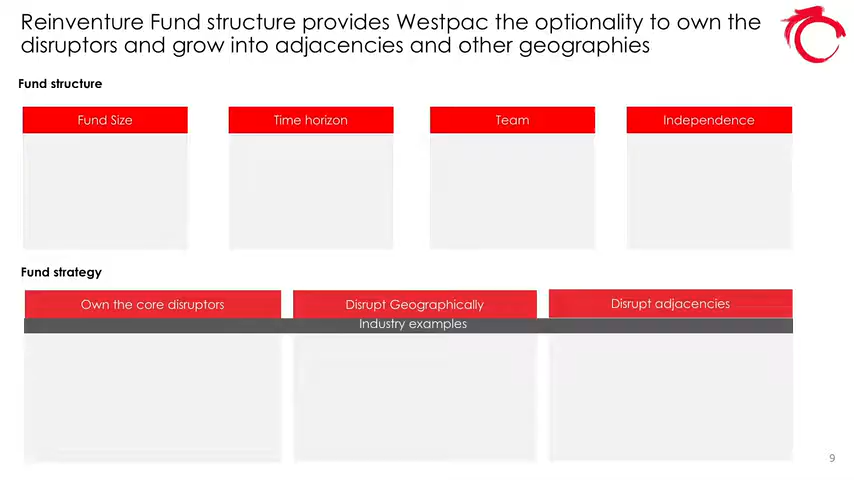 Reinventure Fund structure provides Westpac the optionality to own the
disruptors and grow into adjacencies and other geographies
Fund structure
Fund Size
Time horizon
Team
Independence
Fund strategy
Own the core disruptors
Disrupt Geographically
Disrupt adjacencies
Industry examples
9